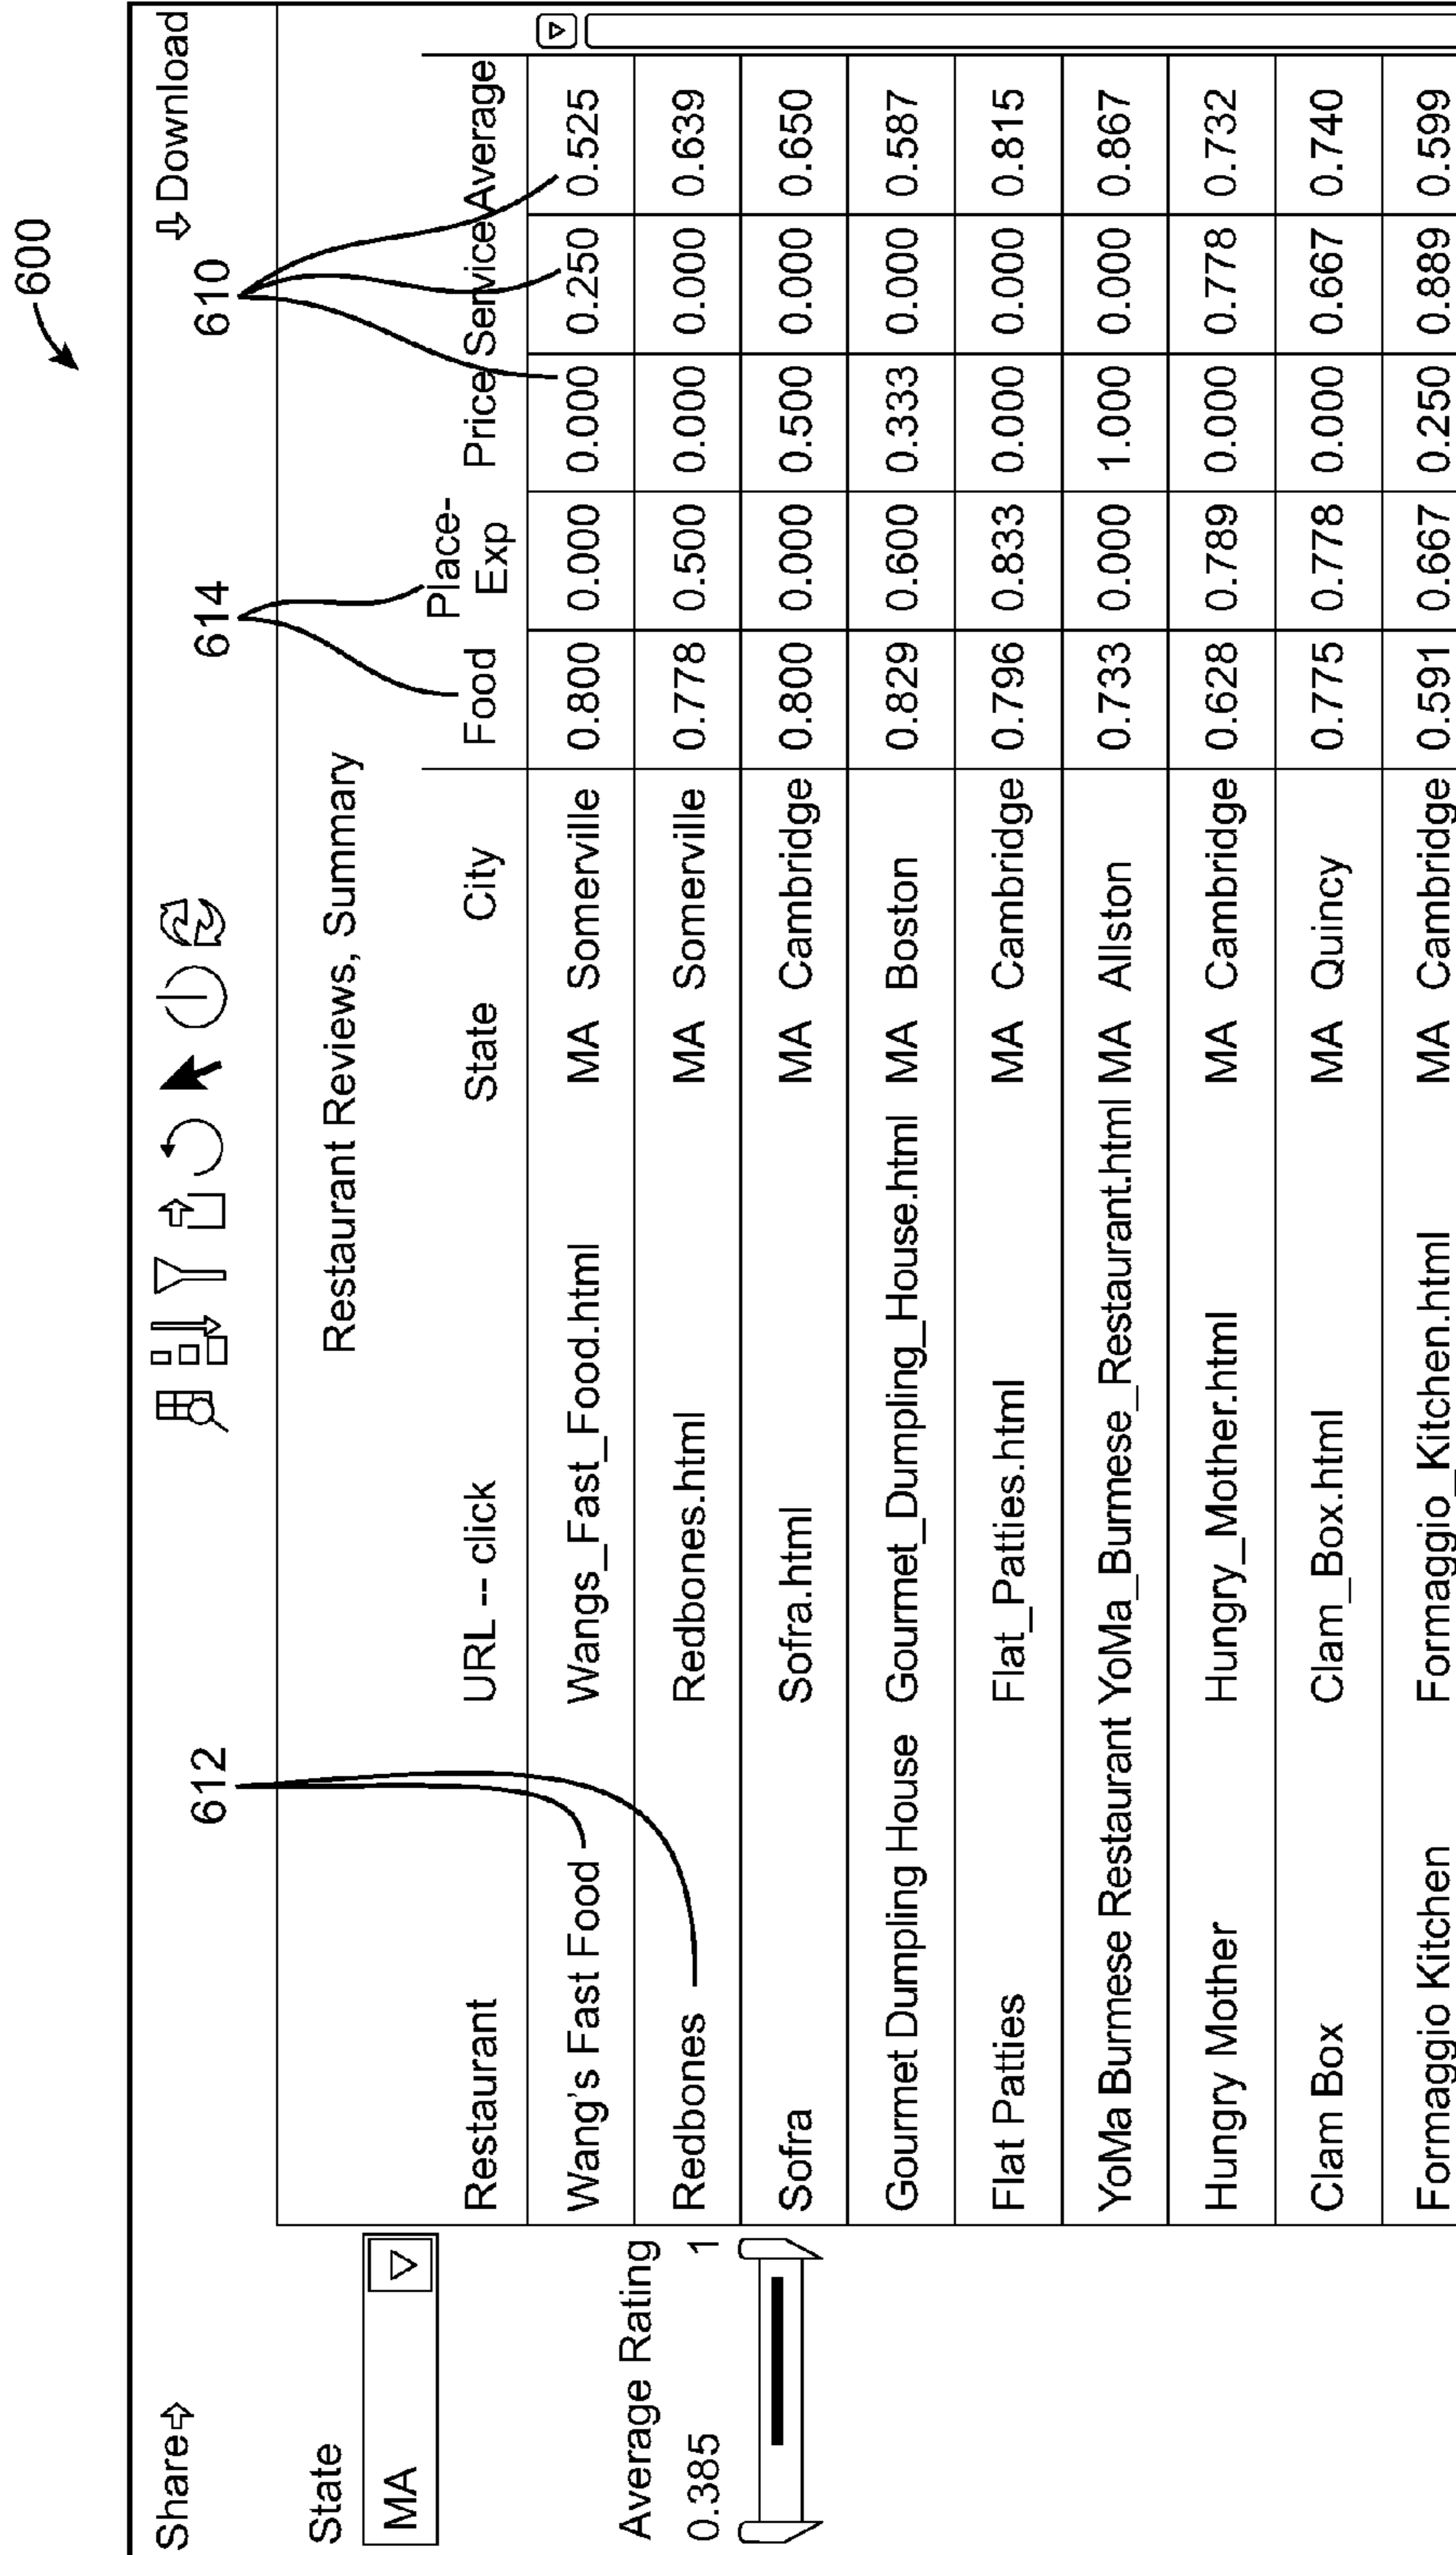 600
Share
612
614
610
Download
State
MA
Average Rating
0.385 1
Restaurant Reviews, Summary
Restaurant URL -- click State City Food Place-Exp Price Service Average
Wang's Fast Food Wangs_Fast_Food.html MA Somerville 0.800 0.000 0.000 0.250 0.525
Redbones Redbones.html MA Somerville 0.778 0.500 0.000 0.000 0.639
Sofra Sofra.html MA Cambridge 0.800 0.000 0.500 0.000 0.650
Gourmet Dumpling House Gourmet_Dumpling_House.html MA Boston 0.829 0.600 0.333 0.000 0.587
Flat Patties Flat_Patties.html MA Cambridge 0.796 0.833 0.000 0.000 0.815
YoMa Burmese Restaurant YoMa_Burmese_Restaurant.html MA Allston 0.733 0.000 1.000 0.000 0.867
Hungry Mother Hungry_Mother.html MA Cambridge 0.628 0.789 0.000 0.778 0.732
Clam Box Clam_Box.html MA Quincy 0.775 0.778 0.000 0.667 0.740
Formaggio Kitchen Formaggio_Kitchen.html MA Cambridge 0.591 0.667 0.250 0.889 0.599